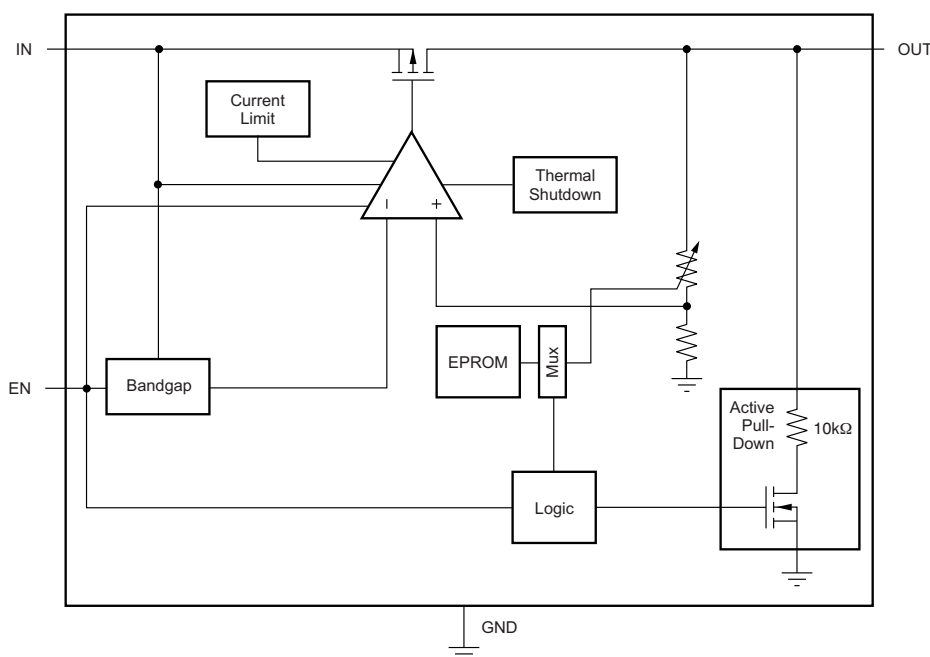 IN
OUT
Current
Limit
Thermal
Shutdown
+
EPROM
Mux
EN
Bandgap
Active
Pull-
Down
10kΩ
Logic
GND